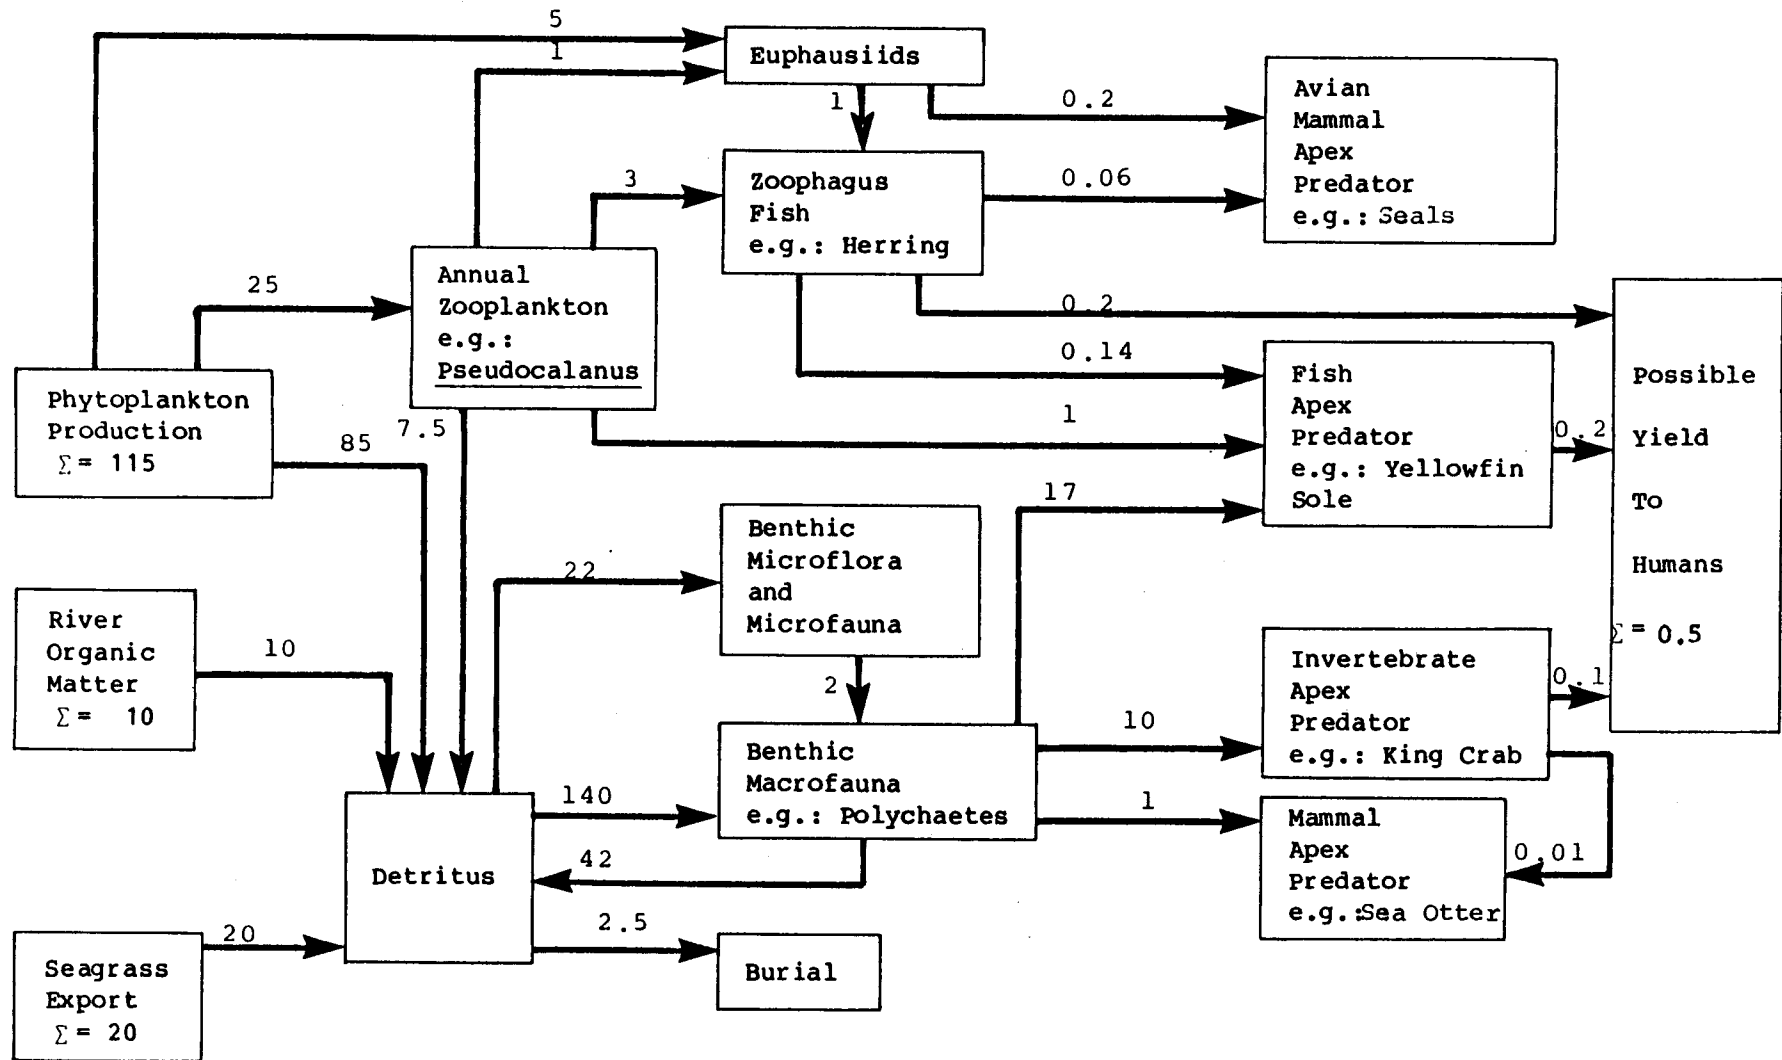 5
1
Euphausiids
1
0.2
Avian
Mammal
Apex
Predator
e.g.: Seals
3
Zoophagus
Fish
e.g.: Herring
0.06
25
Annual
Zooplankton
e.g.:
Pseudocalanus
0.2
0.14
1
Fish
Apex
Predator
e.g.: Yellowfin
Sole
0.2
Possible
Yield
To
Humans
Σ = 0.5
Phytoplankton
Production
Σ = 115
85
7.5
17
22
Benthic
Microflora
and
Microfauna
River
Organic
Matter
Σ = 10
10
2
Invertebrate
Apex
Predator
e.g.: King Crab
0.1
10
Benthic
Macrofauna
e.g.: Polychaetes
140
1
Mammal
Apex
Predator
e.g.:Sea Otter
0.01
Detritus
42
2.5
Burial
20
Seagrass
Export
Σ = 20